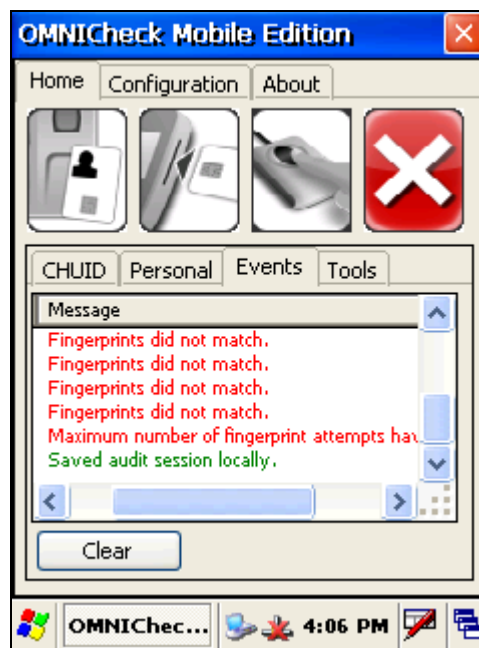 OMNICheck Mobile Edition
Home Configuration About
CHUID Personal Events Tools
Message
Fingerprints did not match.
Fingerprints did not match.
Fingerprints did not match.
Fingerprints did not match.
Maximum number of fingerprint attempts hav
Saved audit session locally.
Clear
OMNIChec... 4:06 PM